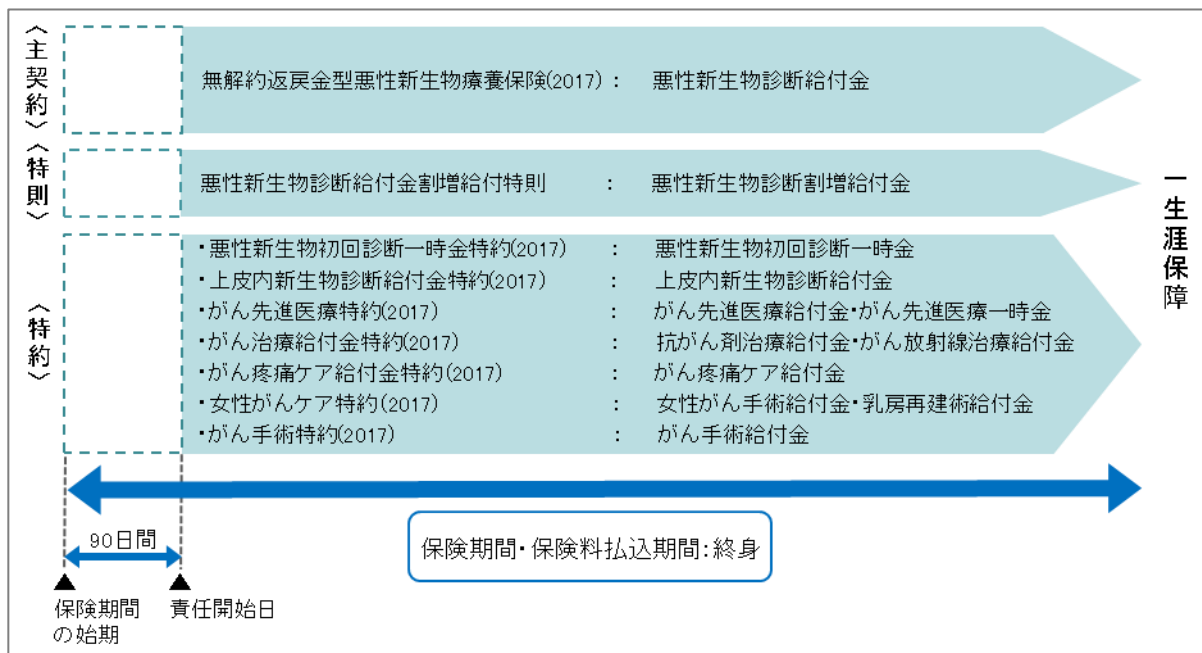 〈主契約〉
無解約返戻金型悪性新生物療養保険(2017) : 悪性新生物診断給付金
〈特則〉
悪性新生物診断給付金割増給付特則 : 悪性新生物診断割増給付金
〈特約〉
・悪性新生物初回診断一時金特約(2017) : 悪性新生物初回診断一時金
・上皮内新生物診断給付金特約(2017) : 上皮内新生物診断給付金
・がん先進医療特約(2017) : がん先進医療給付金・がん先進医療一時金
・がん治療給付金特約(2017) : 抗がん剤治療給付金・がん放射線治療給付金
・がん疼痛ケア給付金特約(2017) : がん疼痛ケア給付金
・女性がんケア特約(2017) : 女性がん手術給付金・乳房再建術給付金
・がん手術特約(2017) : がん手術給付金
一生涯保障
90日間
保険期間・保険料払込期間:終身
保険期間
の始期
責任開始日